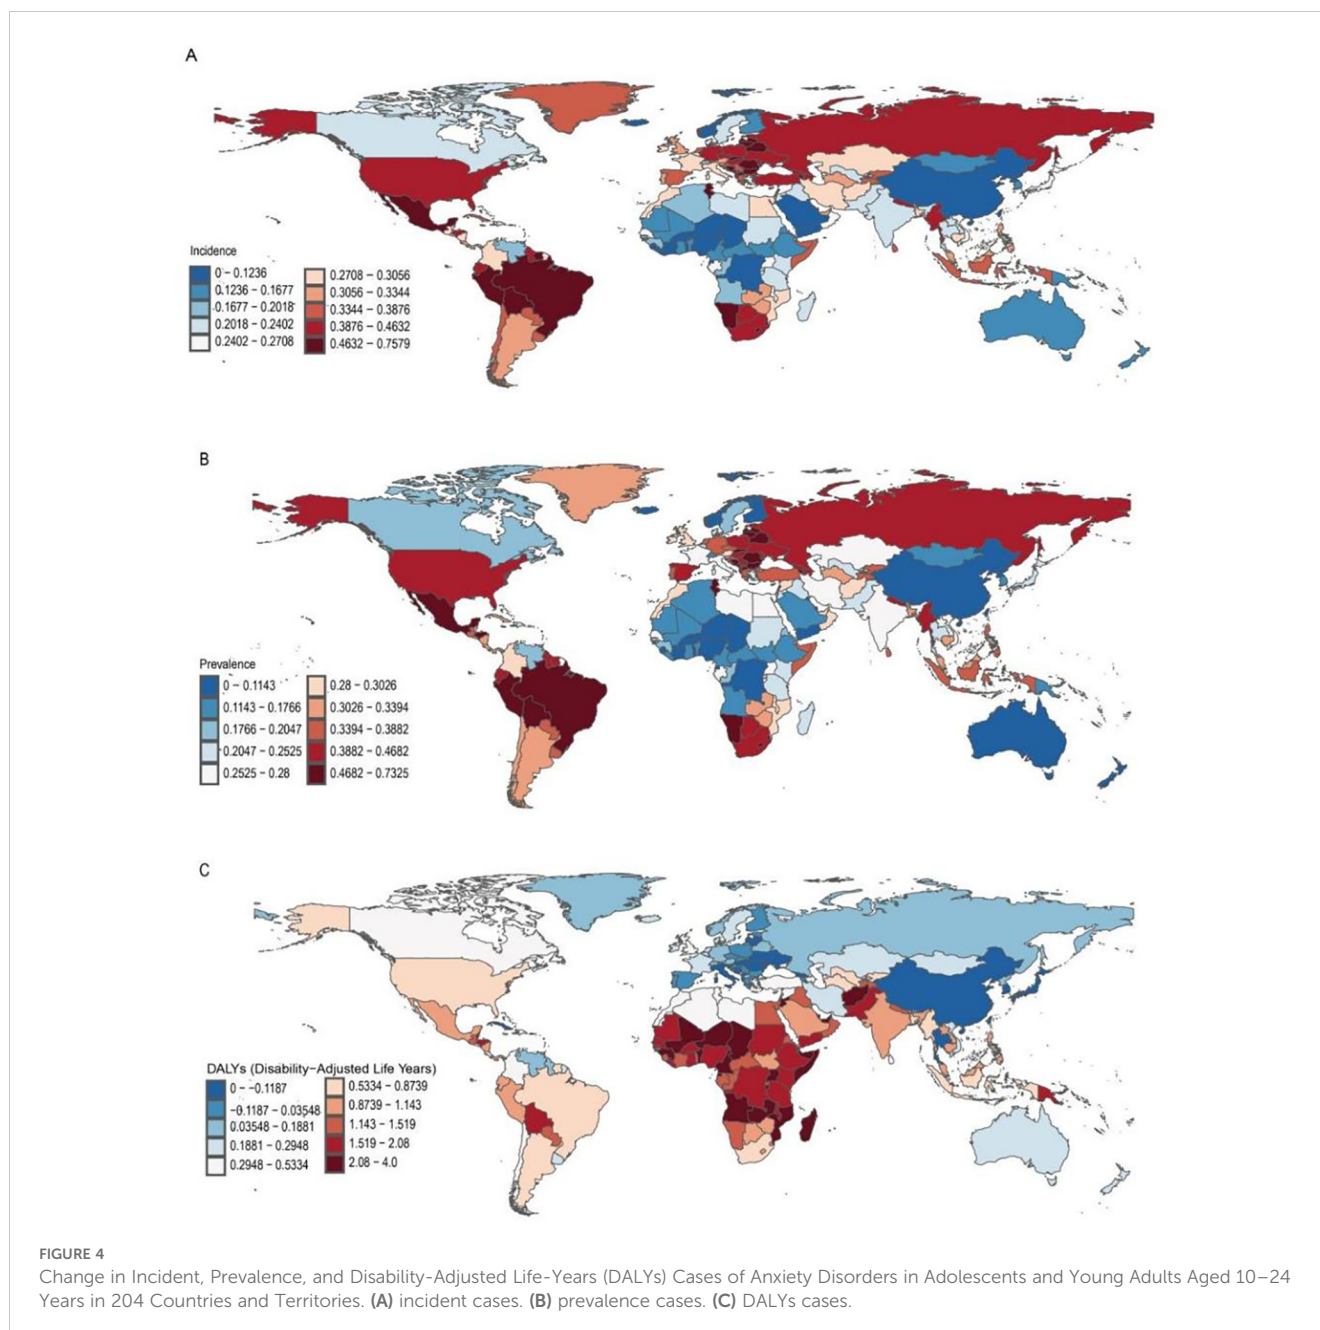 A
Incidence
0 – 0.1236
0.1236 – 0.1677
0.1677 – 0.2018
0.2018 – 0.2402
0.2402 – 0.2708
0.2708 – 0.3056
0.3056 – 0.3344
0.3344 – 0.3876
0.3876 – 0.4632
0.4632 – 0.7579
B
Prevalence
0 – 0.1143
0.1143 – 0.1766
0.1766 – 0.2047
0.2047 – 0.2525
0.2525 – 0.28
0.28 – 0.3026
0.3026 – 0.3394
0.3394 – 0.3882
0.3882 – 0.4682
0.4682 – 0.7325
C
DALYs (Disability−Adjusted Life Years)
0 – −0.1187
−0.1187 – 0.03548
0.03548 – 0.1881
0.1881 – 0.2948
0.2948 – 0.5334
0.5334 – 0.8739
0.8739 – 1.143
1.143 – 1.519
1.519 – 2.08
2.08 – 4.0
FIGURE 4
Change in Incident, Prevalence, and Disability-Adjusted Life-Years (DALYs) Cases of Anxiety Disorders in Adolescents and Young Adults Aged 10–24
Years in 204 Countries and Territories. (A) incident cases. (B) prevalence cases. (C) DALYs cases.